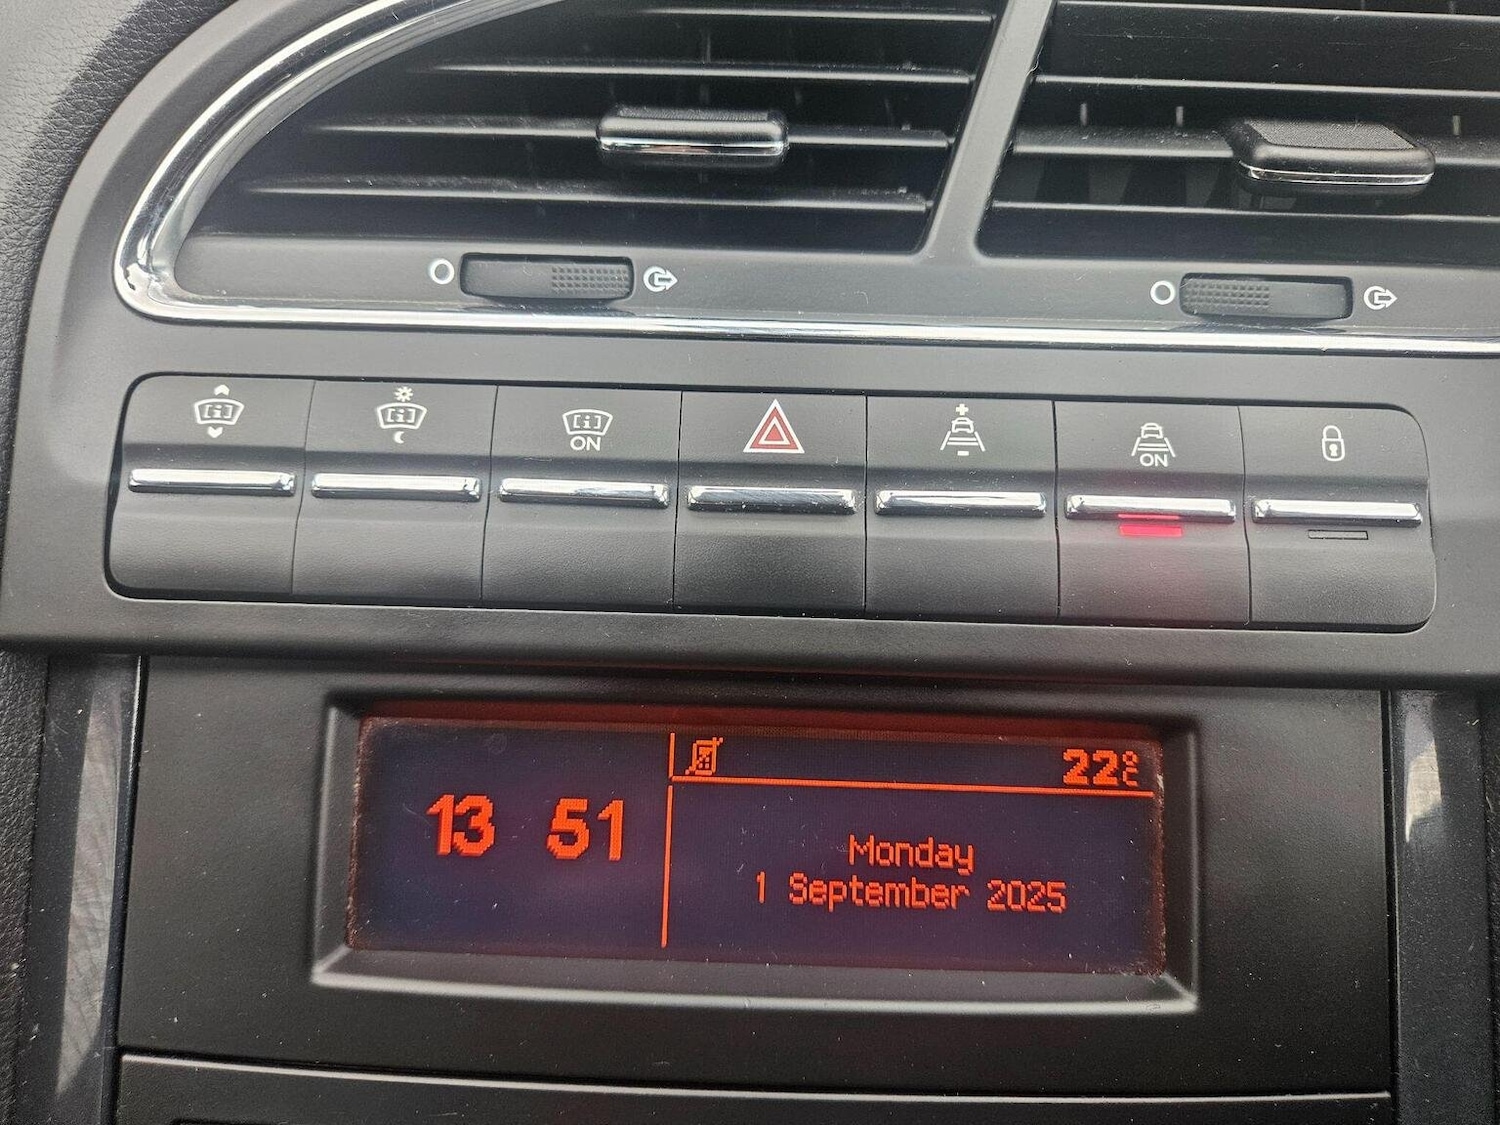 ON
ON
22°C
13 51
Monday
1 September 2025